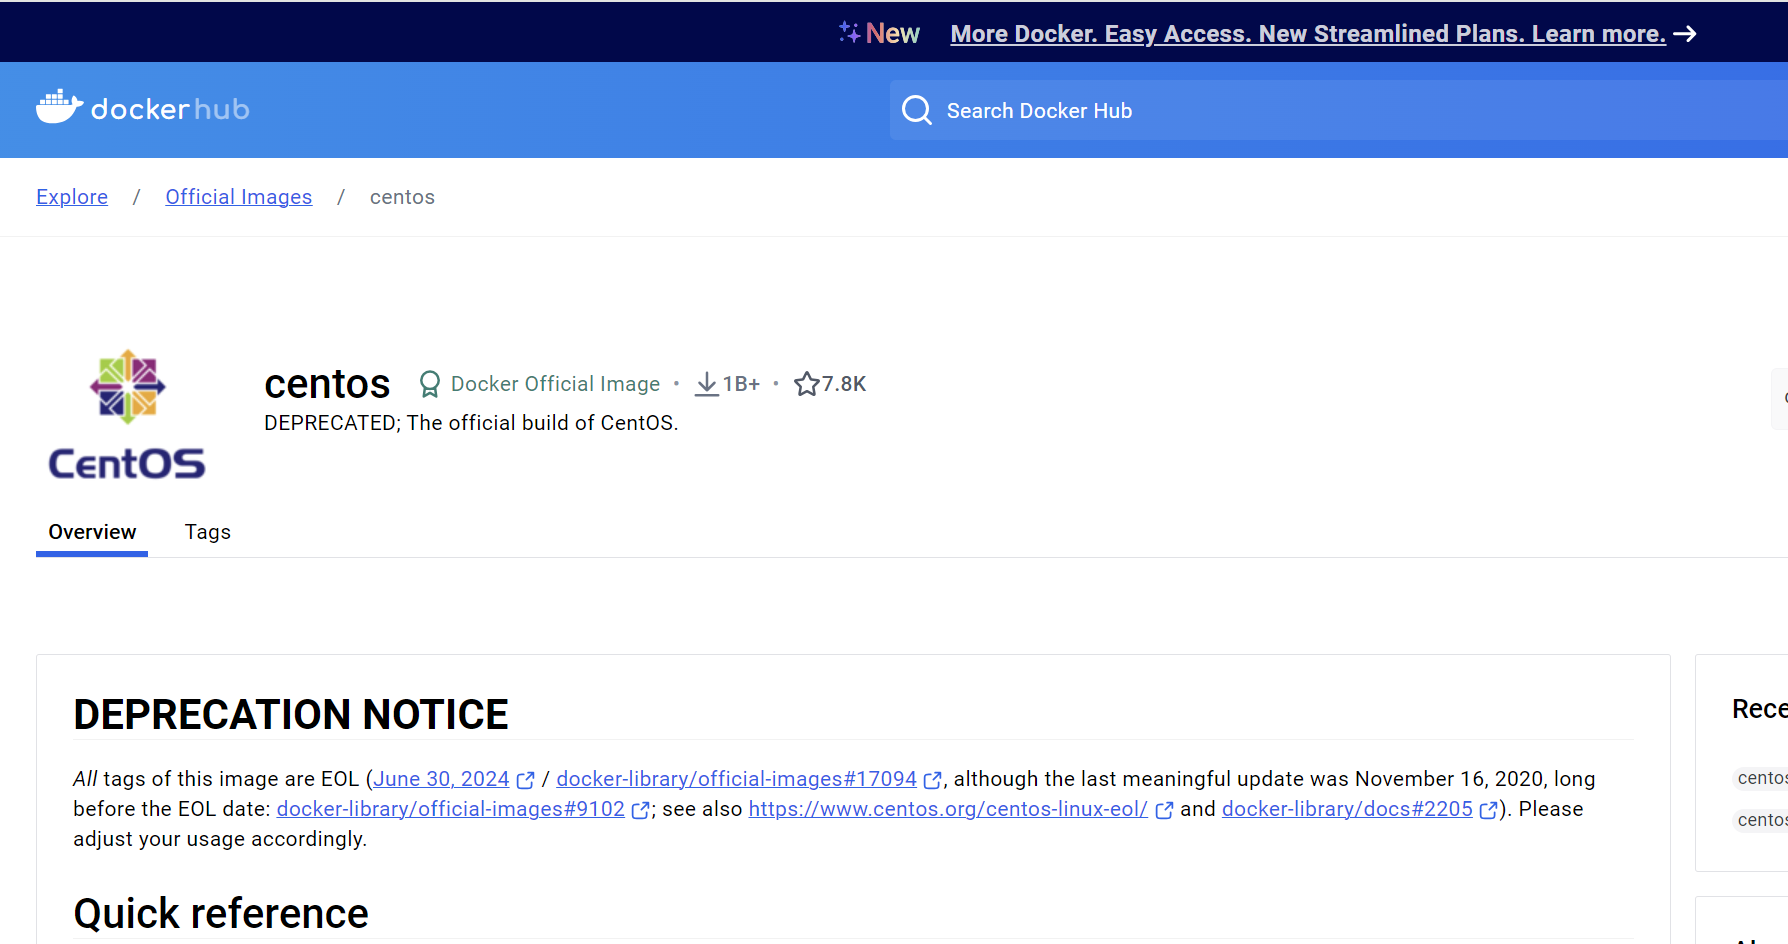 New More Docker. Easy Access. New Streamlined Plans. Learn more.
docker hub
Search Docker Hub
Explore / Official Images / centos
centos Docker Official Image • 1B+ • 7.8K
DEPRECATED; The official build of CentOS.
CentOS
Overview Tags
DEPRECATION NOTICE
All tags of this image are EOL (June 30, 2024 / docker-library/official-images#17094, although the last meaningful update was November 16, 2020, long
before the EOL date: docker-library/official-images#9102; see also https://www.centos.org/centos-linux-eol/ and docker-library/docs#2205). Please
adjust your usage accordingly.
Rece
centos
centos
Quick reference